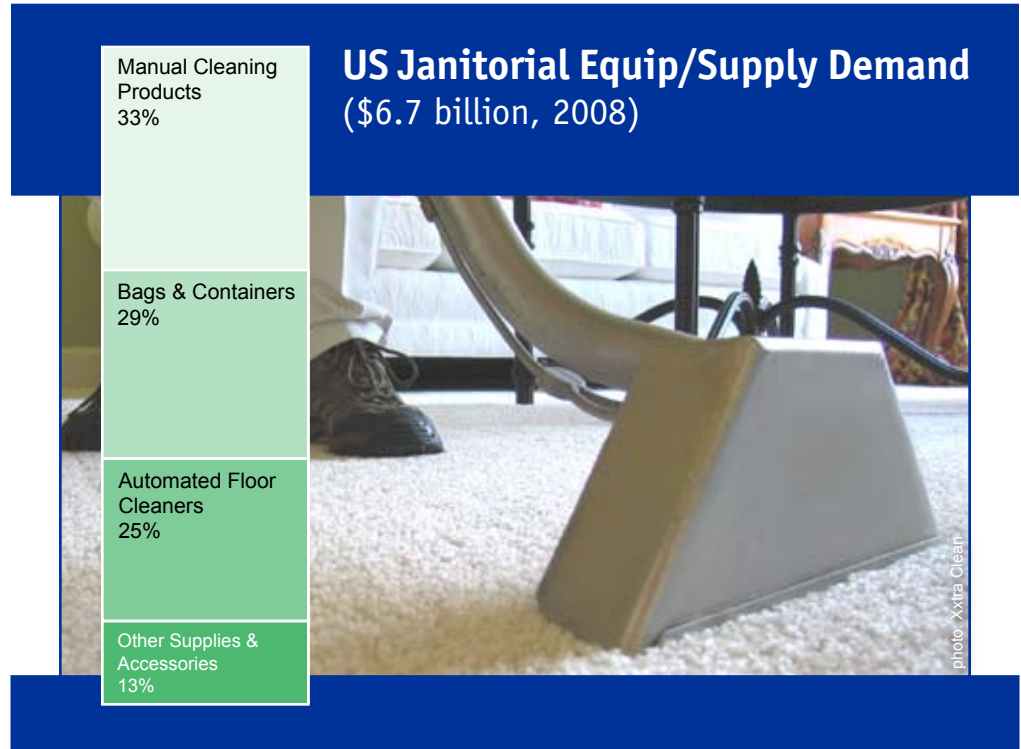 US Janitorial Equip/Supply Demand
($6.7 billion, 2008)
Manual Cleaning
Products
33%
Bags & Containers
29%
Automated Floor
Cleaners
25%
Other Supplies &
Accessories
13%
photo: Xxtra Clean